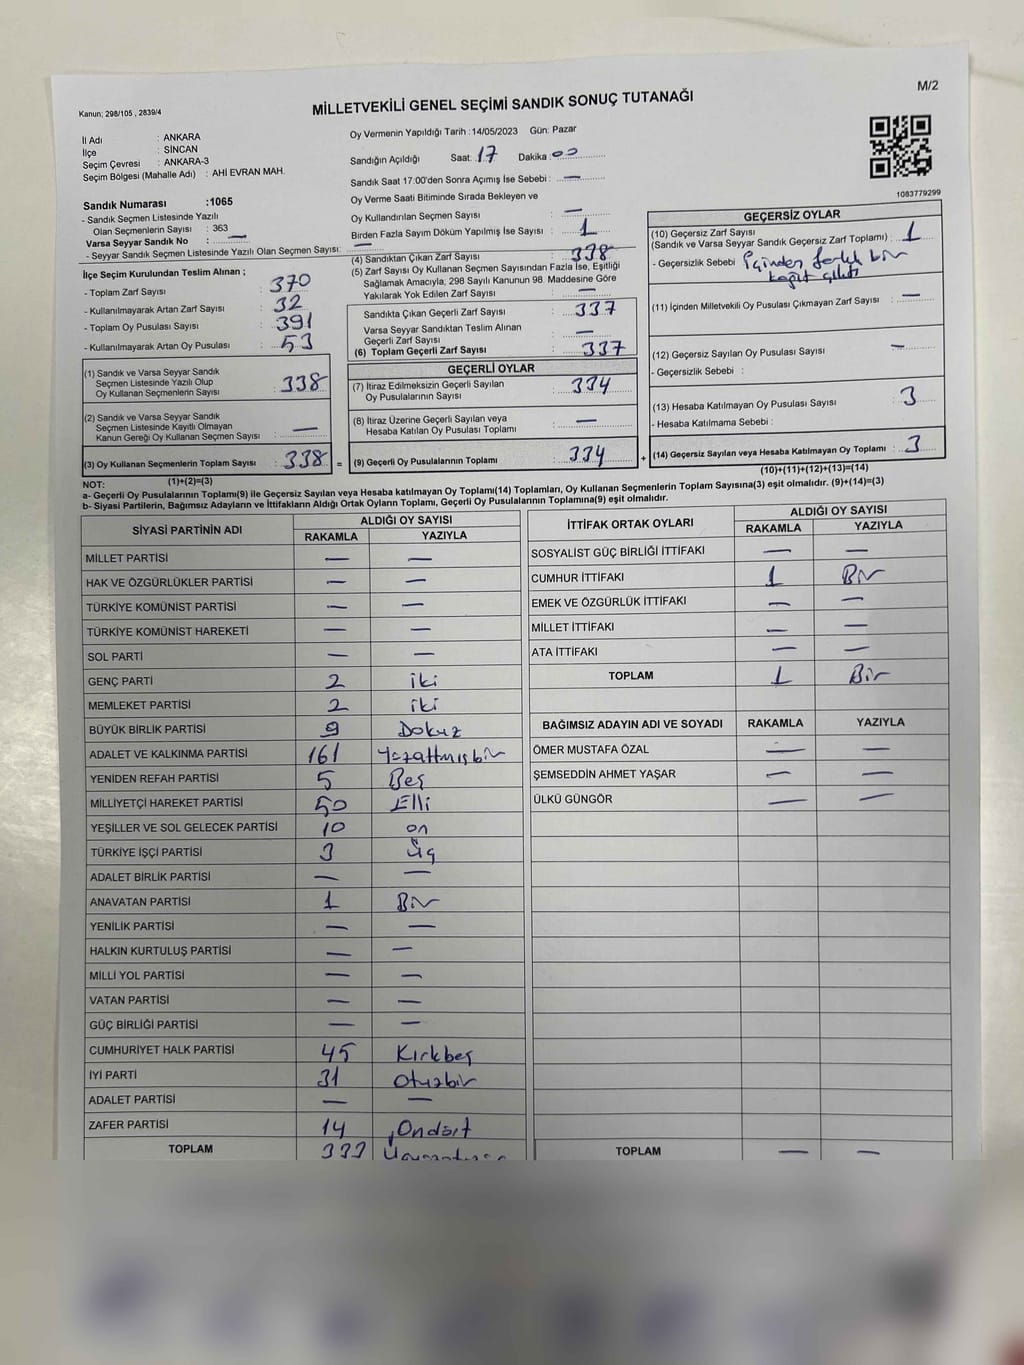 M/2
Kanun; 298/105 , 2839/4
MİLLETVEKİLİ GENEL SEÇİMİ SANDIK SONUÇ TUTANAĞI
İl Adı : ANKARA
İlçe : SİNCAN
Seçim Çevresi : ANKARA-3
Seçim Bölgesi (Mahalle Adı) : AHİ EVRAN MAH.
Sandık Numarası :1065
- Sandık Seçmen Listesinde Yazılı
Olan Seçmenlerin Sayısı : 363
Varsa Seyyar Sandık No : —
- Seyyar Sandık Seçmen Listesinde Yazılı Olan Seçmen Sayısı: —
İlçe Seçim Kurulundan Teslim Alınan ;
- Toplam Zarf Sayısı : 370
- Kullanılmayarak Artan Zarf Sayısı : 32
- Toplam Oy Pusulası Sayısı : 391
- Kullanılmayarak Artan Oy Pusulası : 53
(1) Sandık ve Varsa Seyyar Sandık
Seçmen Listesinde Yazılı Olup
Oy Kullanan Seçmenlerin Sayısı : 338
(2) Sandık ve Varsa Seyyar Sandık
Seçmen Listesinde Kayıtlı Olmayan
Kanun Gereği Oy Kullanan Seçmen Sayısı : —
(3) Oy Kullanan Seçmenlerin Toplam Sayısı : 338 =
(1)+(2)=(3)
Oy Vermenin Yapıldığı Tarih :14/05/2023 Gün: Pazar
Sandığın Açıldığı Saat: 17 Dakika: 00
Sandık Saat 17:00'den Sonra Açımış İse Sebebi : —
Oy Verme Saati Bitiminde Sırada Bekleyen ve
Oy Kullandırılan Seçmen Sayısı : —
Birden Fazla Sayım Döküm Yapılmış İse Sayısı : 1
(4) Sandıktan Çıkan Zarf Sayısı : 338
(5) Zarf Sayısı Oy Kullanan Seçmen Sayısından Fazla İse, Eşitliği
Sağlamak Amacıyla, 298 Sayılı Kanunun 98. Maddesine Göre
Yakılarak Yok Edilen Zarf Sayısı : —
Sandıkta Çıkan Geçerli Zarf Sayısı : 337
Varsa Seyyar Sandıktan Teslim Alınan
Geçerli Zarf Sayısı : —
(6) Toplam Geçerli Zarf Sayısı : 337
GEÇERLİ OYLAR
(7) İtiraz Edilmeksizin Geçerli Sayılan
Oy Pusulalarının Sayısı : 334
(8) İtiraz Üzerine Geçerli Sayılan veya
Hesaba Katılan Oy Pusulası Toplamı : —
(9) Geçerli Oy Pusulalarının Toplamı : 334 +
1083779299
GEÇERSİZ OYLAR
(10) Geçersiz Zarf Sayısı
(Sandık ve Varsa Seyyar Sandık Geçersiz Zarf Toplamı) : 1
- Geçersizlik Sebebi : İçinden farklı bir
kağıt çıktı
(11) İçinden Milletvekili Oy Pusulası Çıkmayan Zarf Sayısı : —
(12) Geçersiz Sayılan Oy Pusulası Sayısı : —
- Geçersizlik Sebebi :
(13) Hesaba Katılmayan Oy Pusulası Sayısı : 3
- Hesaba Katılmama Sebebi :
(14) Geçersiz Sayılan veya Hesaba Katılmayan Oy Toplamı : 3
(10)+(11)+(12)+(13)=(14)
NOT:
a- Geçerli Oy Pusulalarının Toplamı(9) ile Geçersiz Sayılan veya Hesaba katılmayan Oy Toplamı(14) Toplamları, Oy Kullanan Seçmenlerin Toplam Sayısına(3) eşit olmalıdır. (9)+(14)=(3)
b- Siyasi Partilerin, Bağımsız Adayların ve İttifakların Aldığı Ortak Oyların Toplamı, Geçerli Oy Pusulalarının Toplamına(9) eşit olmalıdır.
SİYASİ PARTİNİN ADI ALDIĞI OY SAYISI
RAKAMLA YAZIYLA
MİLLET PARTİSİ — —
HAK VE ÖZGÜRLÜKLER PARTİSİ — —
TÜRKİYE KOMÜNİST PARTİSİ — —
TÜRKİYE KOMÜNİST HAREKETİ — —
SOL PARTİ — —
GENÇ PARTİ 2 iki
MEMLEKET PARTİSİ 2 iki
BÜYÜK BİRLİK PARTİSİ 9 Dokuz
ADALET VE KALKINMA PARTİSİ 161 Yüzaltmışbir
YENİDEN REFAH PARTİSİ 5 Beş
MİLLİYETÇİ HAREKET PARTİSİ 50 Elli
YEŞİLLER VE SOL GELECEK PARTİSİ 10 on
TÜRKİYE İŞÇİ PARTİSİ 3 Üç
ADALET BİRLİK PARTİSİ — —
ANAVATAN PARTİSİ 1 Bir
YENİLİK PARTİSİ — —
HALKIN KURTULUŞ PARTİSİ — —
MİLLİ YOL PARTİSİ — —
VATAN PARTİSİ — —
GÜÇ BİRLİĞİ PARTİSİ — —
CUMHURİYET HALK PARTİSİ 45 Kırkbeş
İYİ PARTİ 31 Otuzbir
ADALET PARTİSİ — —
ZAFER PARTİSİ 14 Ondört
TOPLAM 333
İTTİFAK ORTAK OYLARI ALDIĞI OY SAYISI
RAKAMLA YAZIYLA
SOSYALİST GÜÇ BİRLİĞİ İTTİFAKI — —
CUMHUR İTTİFAKI 1 Bir
EMEK VE ÖZGÜRLÜK İTTİFAKI — —
MİLLET İTTİFAKI — —
ATA İTTİFAKI — —
TOPLAM 1 Bir
BAĞIMSIZ ADAYIN ADI VE SOYADI RAKAMLA YAZIYLA
ÖMER MUSTAFA ÖZAL — —
ŞEMSEDDİN AHMET YAŞAR — —
ÜLKÜ GÜNGÖR — —
TOPLAM — —